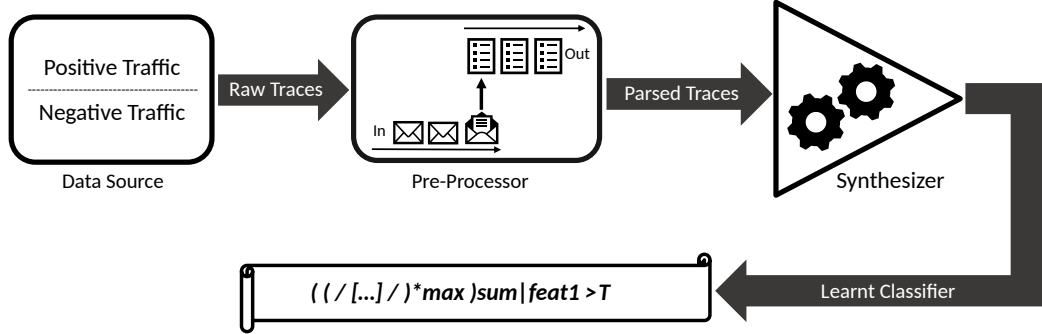 Positive Traffic
Negative Traffic
Data Source
Raw Traces
Out
In
Pre-Processor
Parsed Traces
Synthesizer
Learnt Classifier
( ( / [...] / )*max )sum|feat1 >T